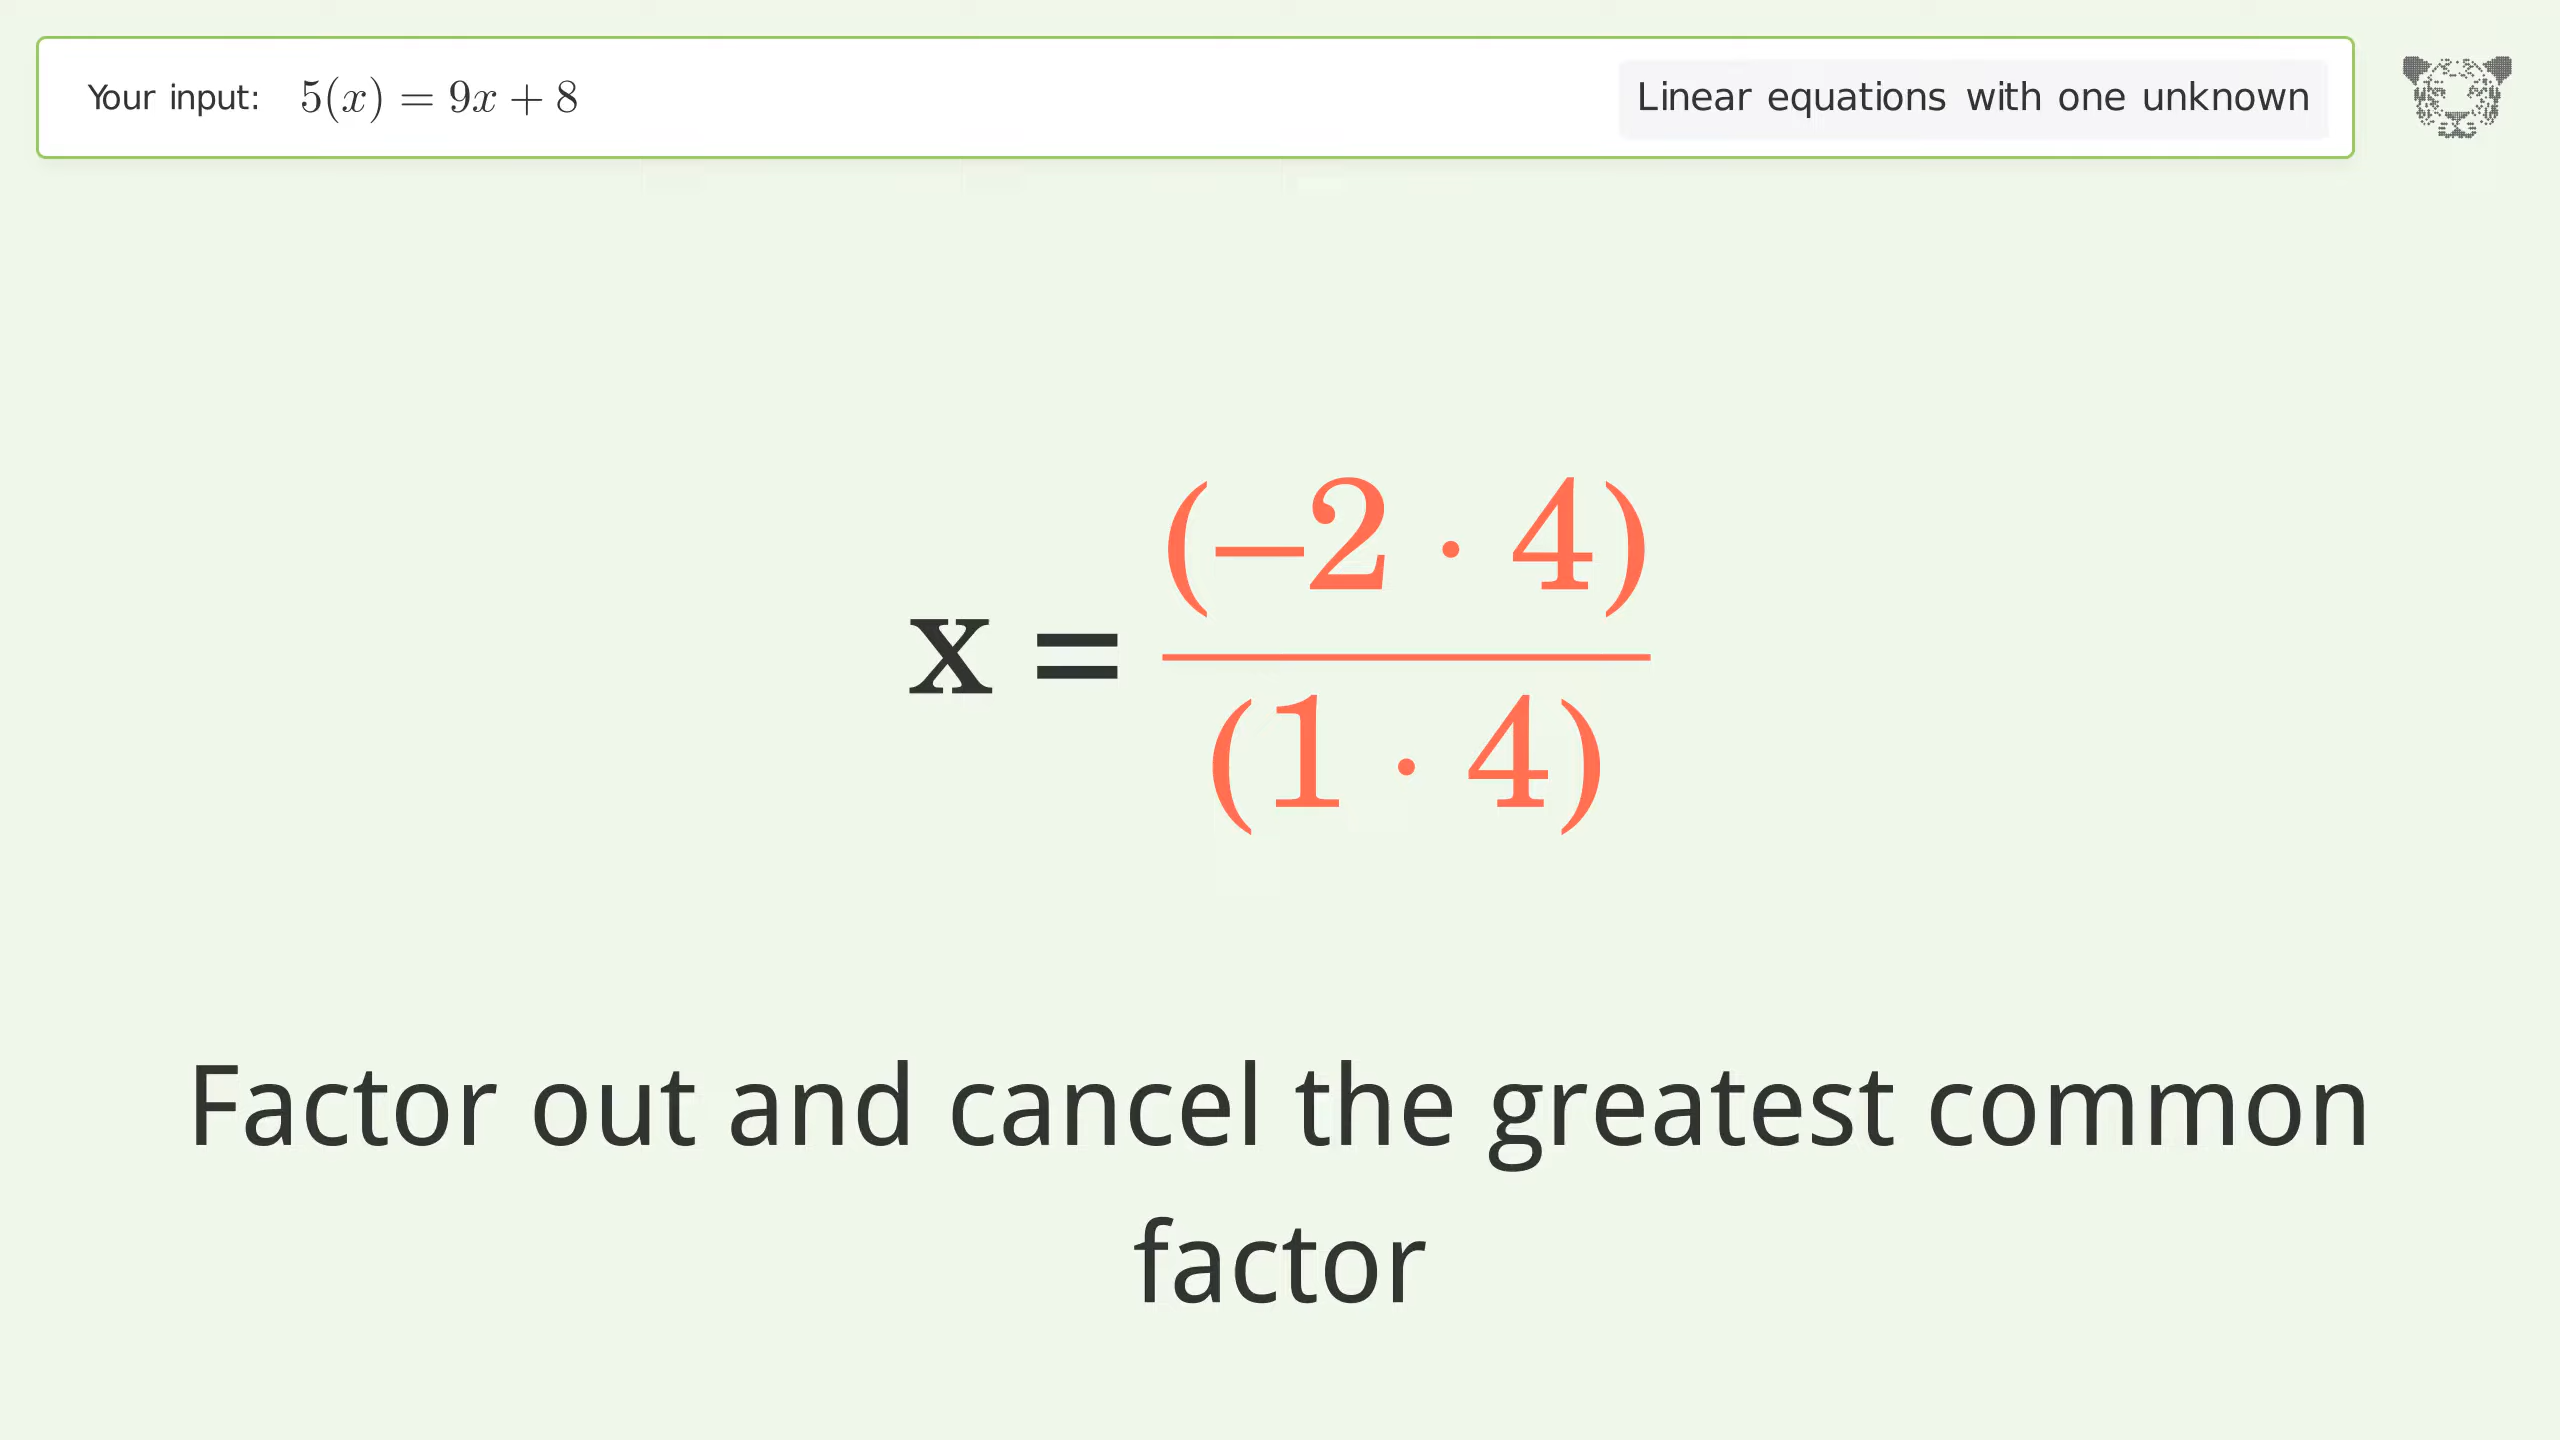 Your input: 5(x) = 9x + 8
Linear equations with one unknown
x = (−2 · 4) / (1 · 4)
Factor out and cancel the greatest common
factor